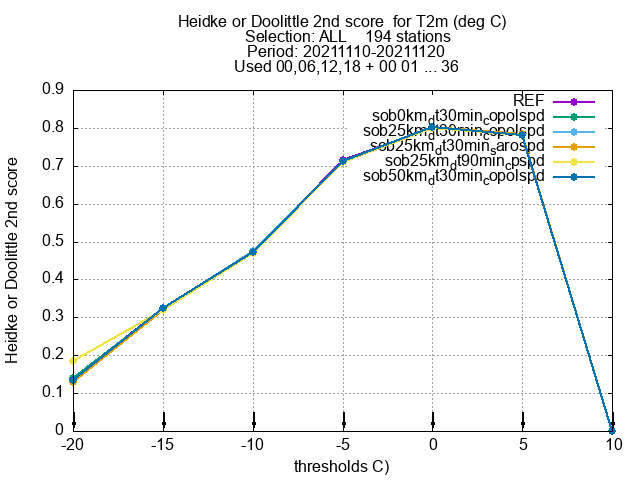 Heidke or Doolittle 2nd score  for T2m (deg C)
Selection: ALL    194 stations
Period: 20211110-20211120
Used 00,06,12,18 + 00 01 ... 36
REF
sob0km_dt30min_copolspd
sob25km_dt30min_copolspd
sob25km_dt30min_sarospd
sob25km_dt90min_cpspd
sob50km_dt30min_copolspd
Heidke or Doolittle 2nd score
0.9
0.8
0.7
0.6
0.5
0.4
0.3
0.2
0.1
0
-20 -15 -10 -5 0 5 10
thresholds C)